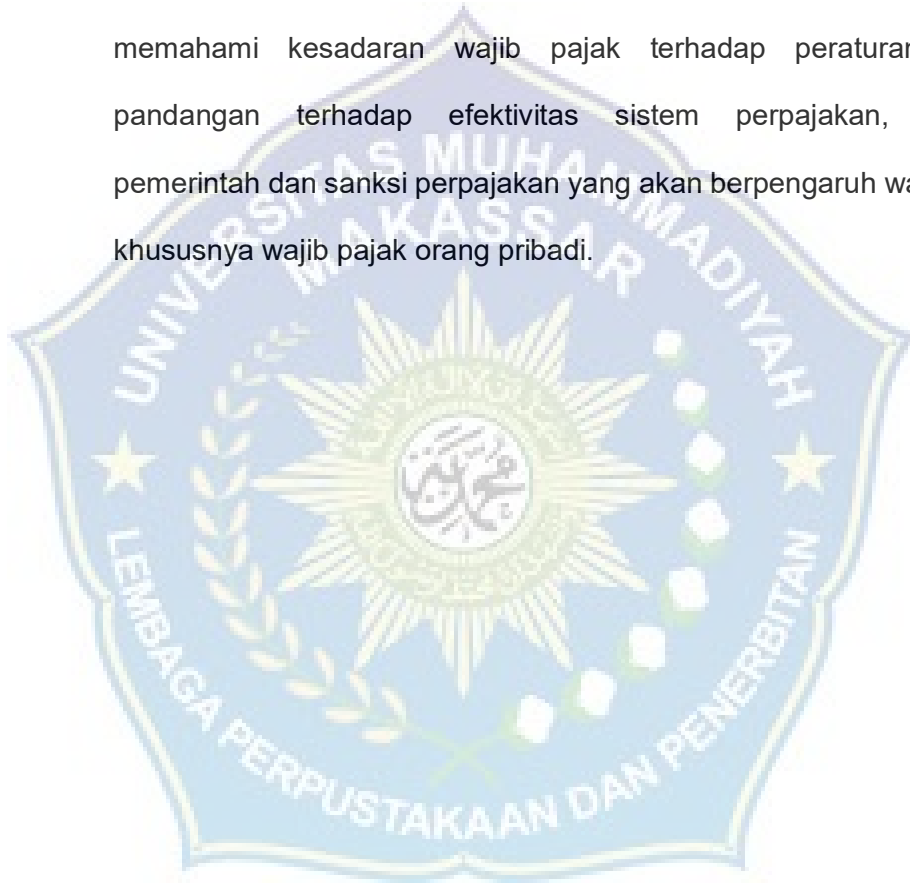 memahami kesadaran wajib pajak terhadap peraturan
pandangan terhadap efektivitas sistem perpajakan,
pemerintah dan sanksi perpajakan yang akan berpengaruh wa
khususnya wajib pajak orang pribadi.
UNIVERSITAS MUHAMMADIYAH
MAKASSAR
LEMBAGA PERPUSTAKAAN DAN PENERBITAN